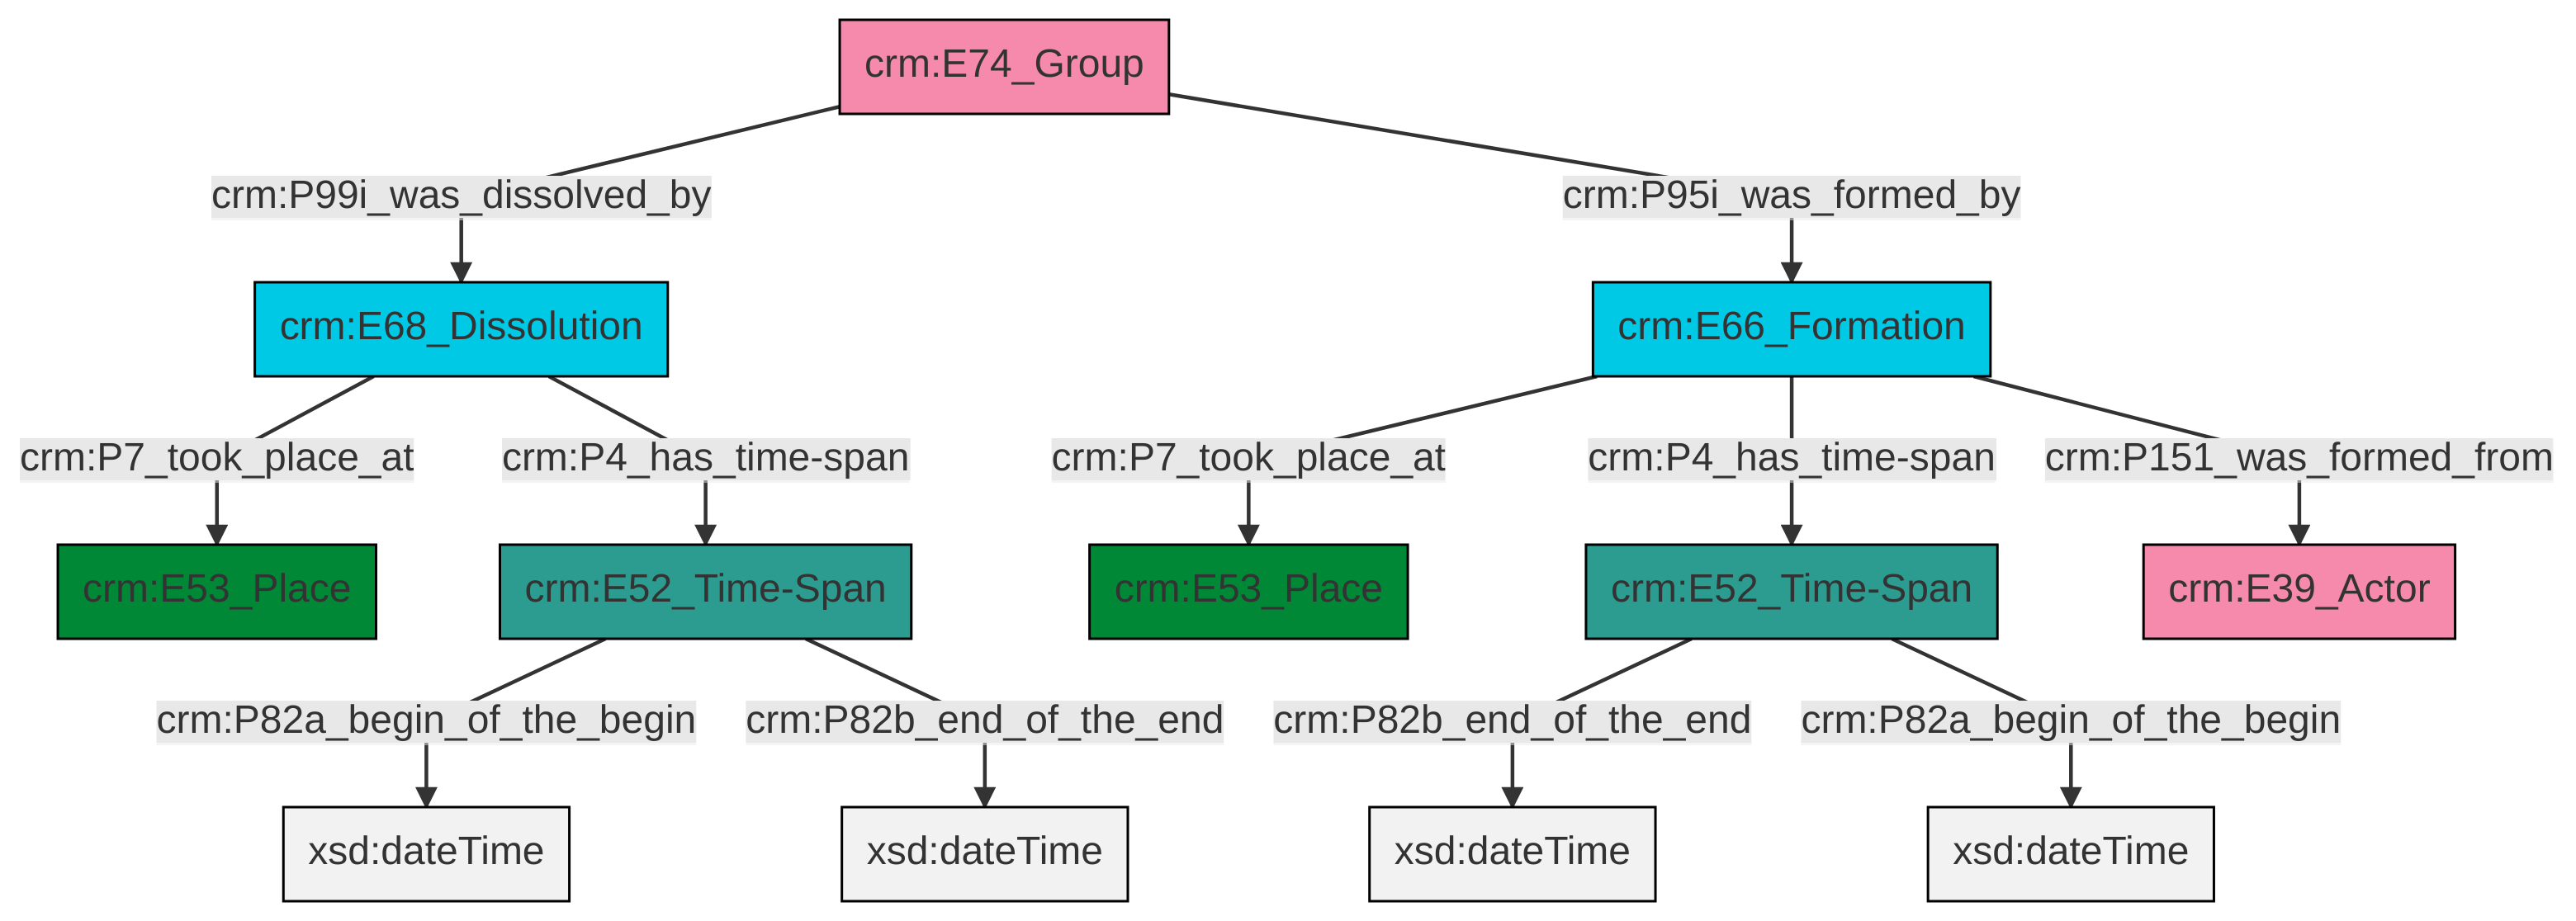 crm:E74_Group
crm:P99i_was_dissolved_by
crm:P95i_was_formed_by
crm:E68_Dissolution
crm:E66_Formation
crm:P7_took_place_at
crm:P4_has_time-span
crm:P7_took_place_at
crm:P4_has_time-span
crm:P151_was_formed_from
crm:E53_Place
crm:E52_Time-Span
crm:E53_Place
crm:E52_Time-Span
crm:E39_Actor
crm:P82a_begin_of_the_begin
crm:P82b_end_of_the_end
crm:P82b_end_of_the_end
crm:P82a_begin_of_the_begin
xsd:dateTime
xsd:dateTime
xsd:dateTime
xsd:dateTime